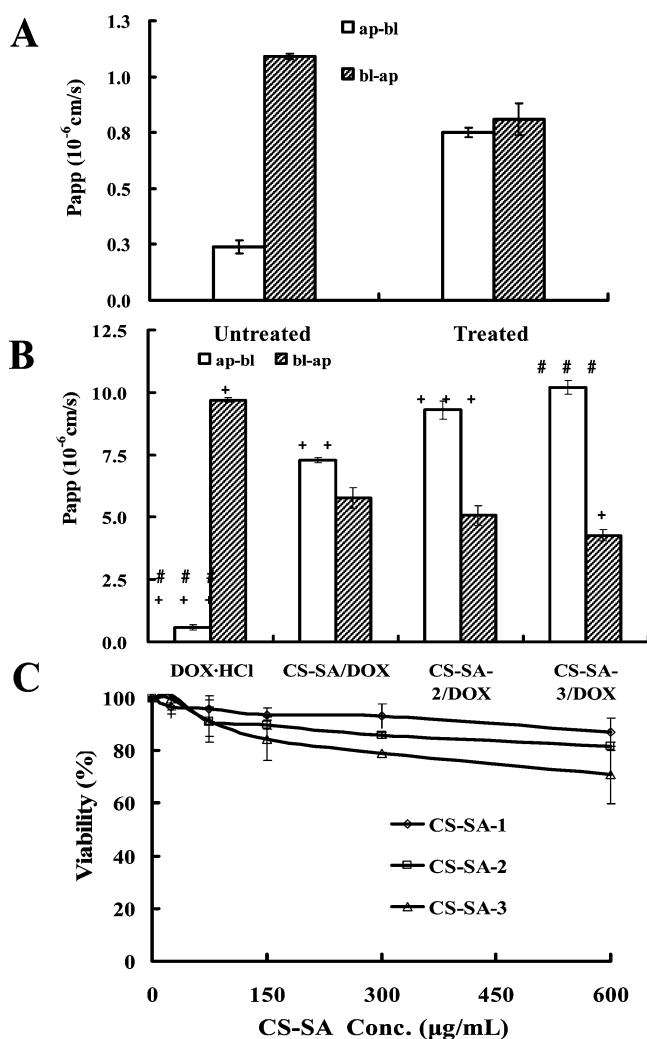 A
1.3
1.0
0.8
0.5
0.3
0.0
Papp (10⁻⁶cm/s)
ap-bl
bl-ap
Untreated
Treated
B
12.5
10.0
7.5
5.0
2.5
0.0
Papp (10⁻⁶cm/s)
ap-bl
bl-ap
# # #
+ + +
+
+ +
+ + +
# # #
+
DOX·HCl
CS-SA/DOX
CS-SA-
2/DOX
CS-SA-
3/DOX
C
100
80
60
40
20
0
Viability (%)
CS-SA-1
CS-SA-2
CS-SA-3
0 150 300 450 600
CS-SA Conc. (μg/mL)